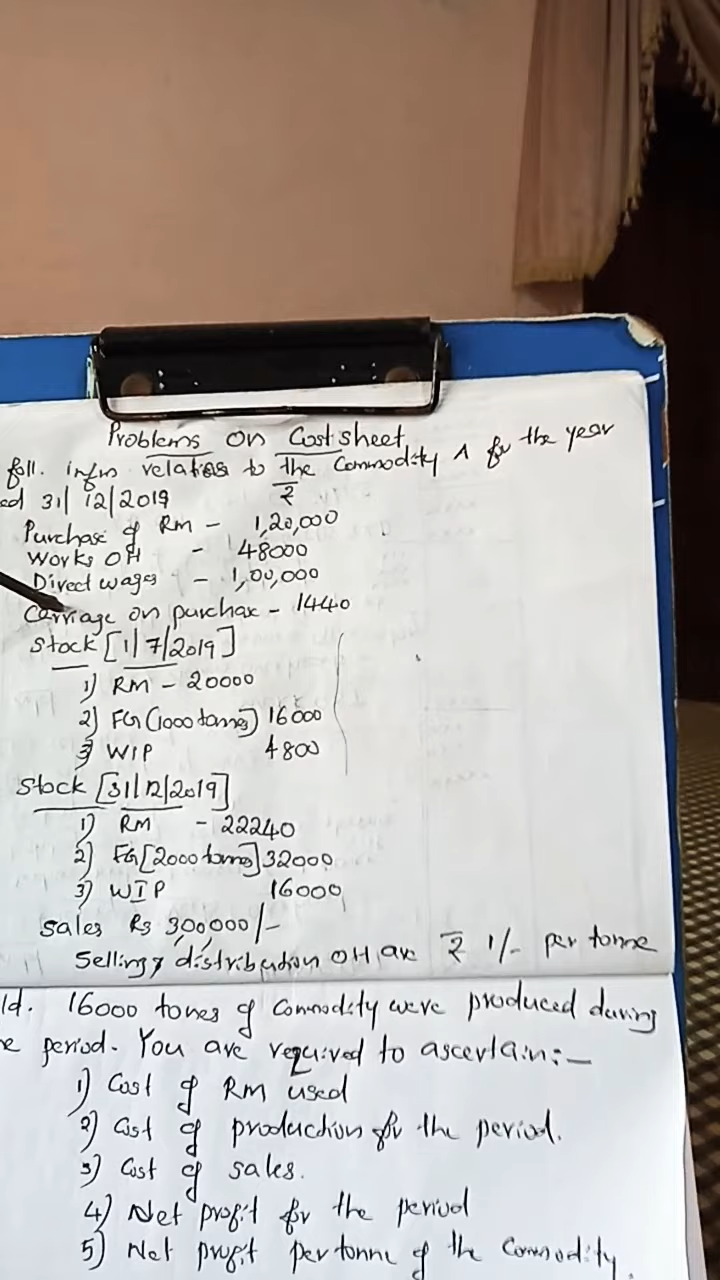 Problems on Cost sheet
foll. infm relates to the Commodity A for the year
ed 31/12/2019 ₹
Purchase of RM - 1,20,000
Works OH - 48000
Direct wages - 1,00,000
Carriage on purchase - 1440
Stock [1/7/2019]
1) RM - 20000
2) FG (1000 tonnes) 16000
3) WIP 4800
Stock [31/12/2019]
1) RM - 22240
2) FG [2000 tonnes] 32000
3) WIP 16000
Sales Rs 300,000/-
Selling & distribution OH are ₹ 1/- per tonne
ld. 16000 tones of Commodity were produced during
e period. You are required to ascertain:-
1) Cost of RM used
2) Cost of production for the period.
3) Cost of sales.
4) Net profit for the period
5) Net profit per tonne of the Commodity.